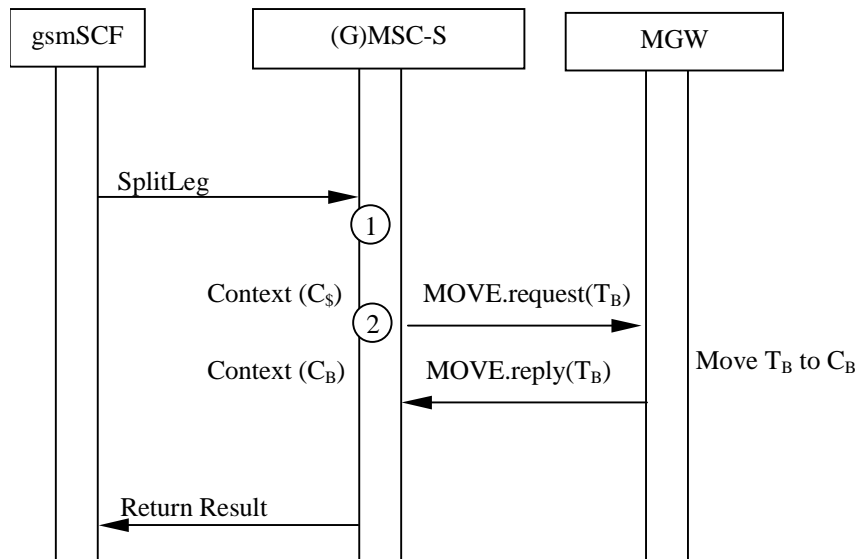 gsmSCF
(G)MSC-S
MGW
SplitLeg
1
Context (C$)
2
MOVE.request(TB)
Context (CB)
MOVE.reply(TB)
Move TB to CB
Return Result